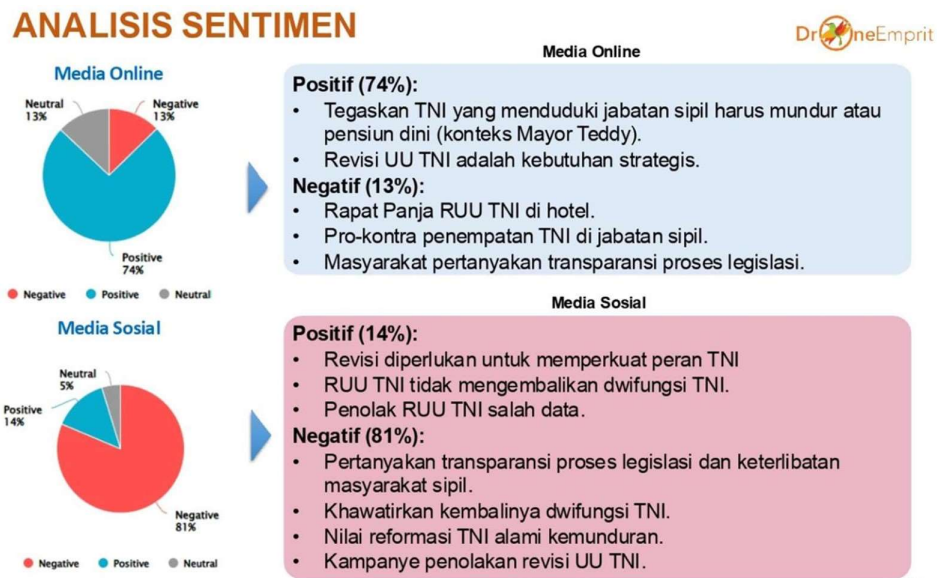 ANALISIS SENTIMEN
DroneEmprit
Media Online
Neutral
13%
Negative
13%
Positive
74%
Negative Positive Neutral
Media Online
Positif (74%):
• Tegaskan TNI yang menduduki jabatan sipil harus mundur atau
pensiun dini (konteks Mayor Teddy).
• Revisi UU TNI adalah kebutuhan strategis.
Negatif (13%):
• Rapat Panja RUU TNI di hotel.
• Pro-kontra penempatan TNI di jabatan sipil.
• Masyarakat pertanyakan transparansi proses legislasi.
Media Sosial
Neutral
5%
Positive
14%
Negative
81%
Negative Positive Neutral
Media Sosial
Positif (14%):
• Revisi diperlukan untuk memperkuat peran TNI
• RUU TNI tidak mengembalikan dwifungsi TNI.
• Penolak RUU TNI salah data.
Negatif (81%):
• Pertanyakan transparansi proses legislasi dan keterlibatan
masyarakat sipil.
• Khawatirkan kembalinya dwifungsi TNI.
• Nilai reformasi TNI alami kemunduran.
• Kampanye penolakan revisi UU TNI.